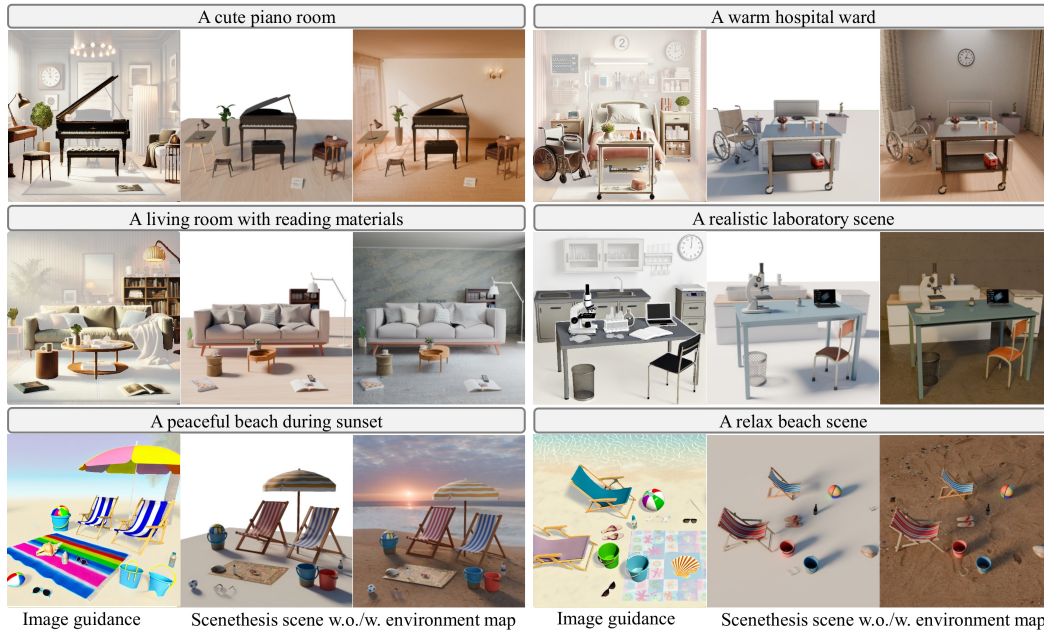 A cute piano room
A warm hospital ward
2
A living room with reading materials
A realistic laboratory scene
A peaceful beach during sunset
A relax beach scene
Image guidance
Scenethesis scene w.o./w. environment map
Image guidance
Scenethesis scene w.o./w. environment map